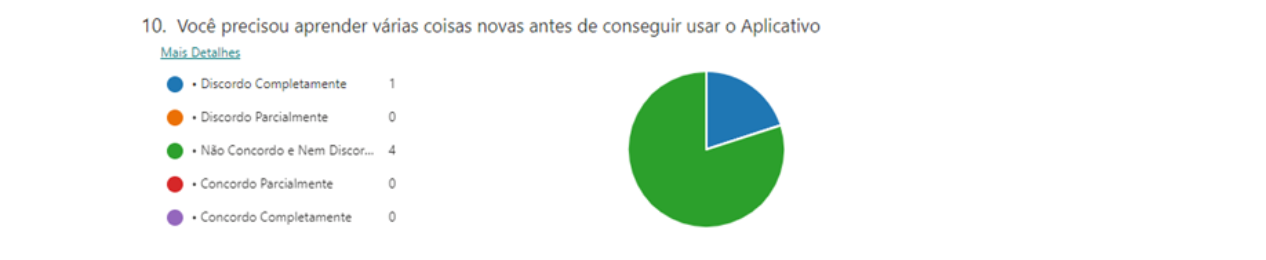 10. Você precisou aprender várias coisas novas antes de conseguir usar o Aplicativo
Mais Detalhes
• Discordo Completamente 1
• Discordo Parcialmente 0
• Não Concordo e Nem Discor... 4
• Concordo Parcialmente 0
• Concordo Completamente 0